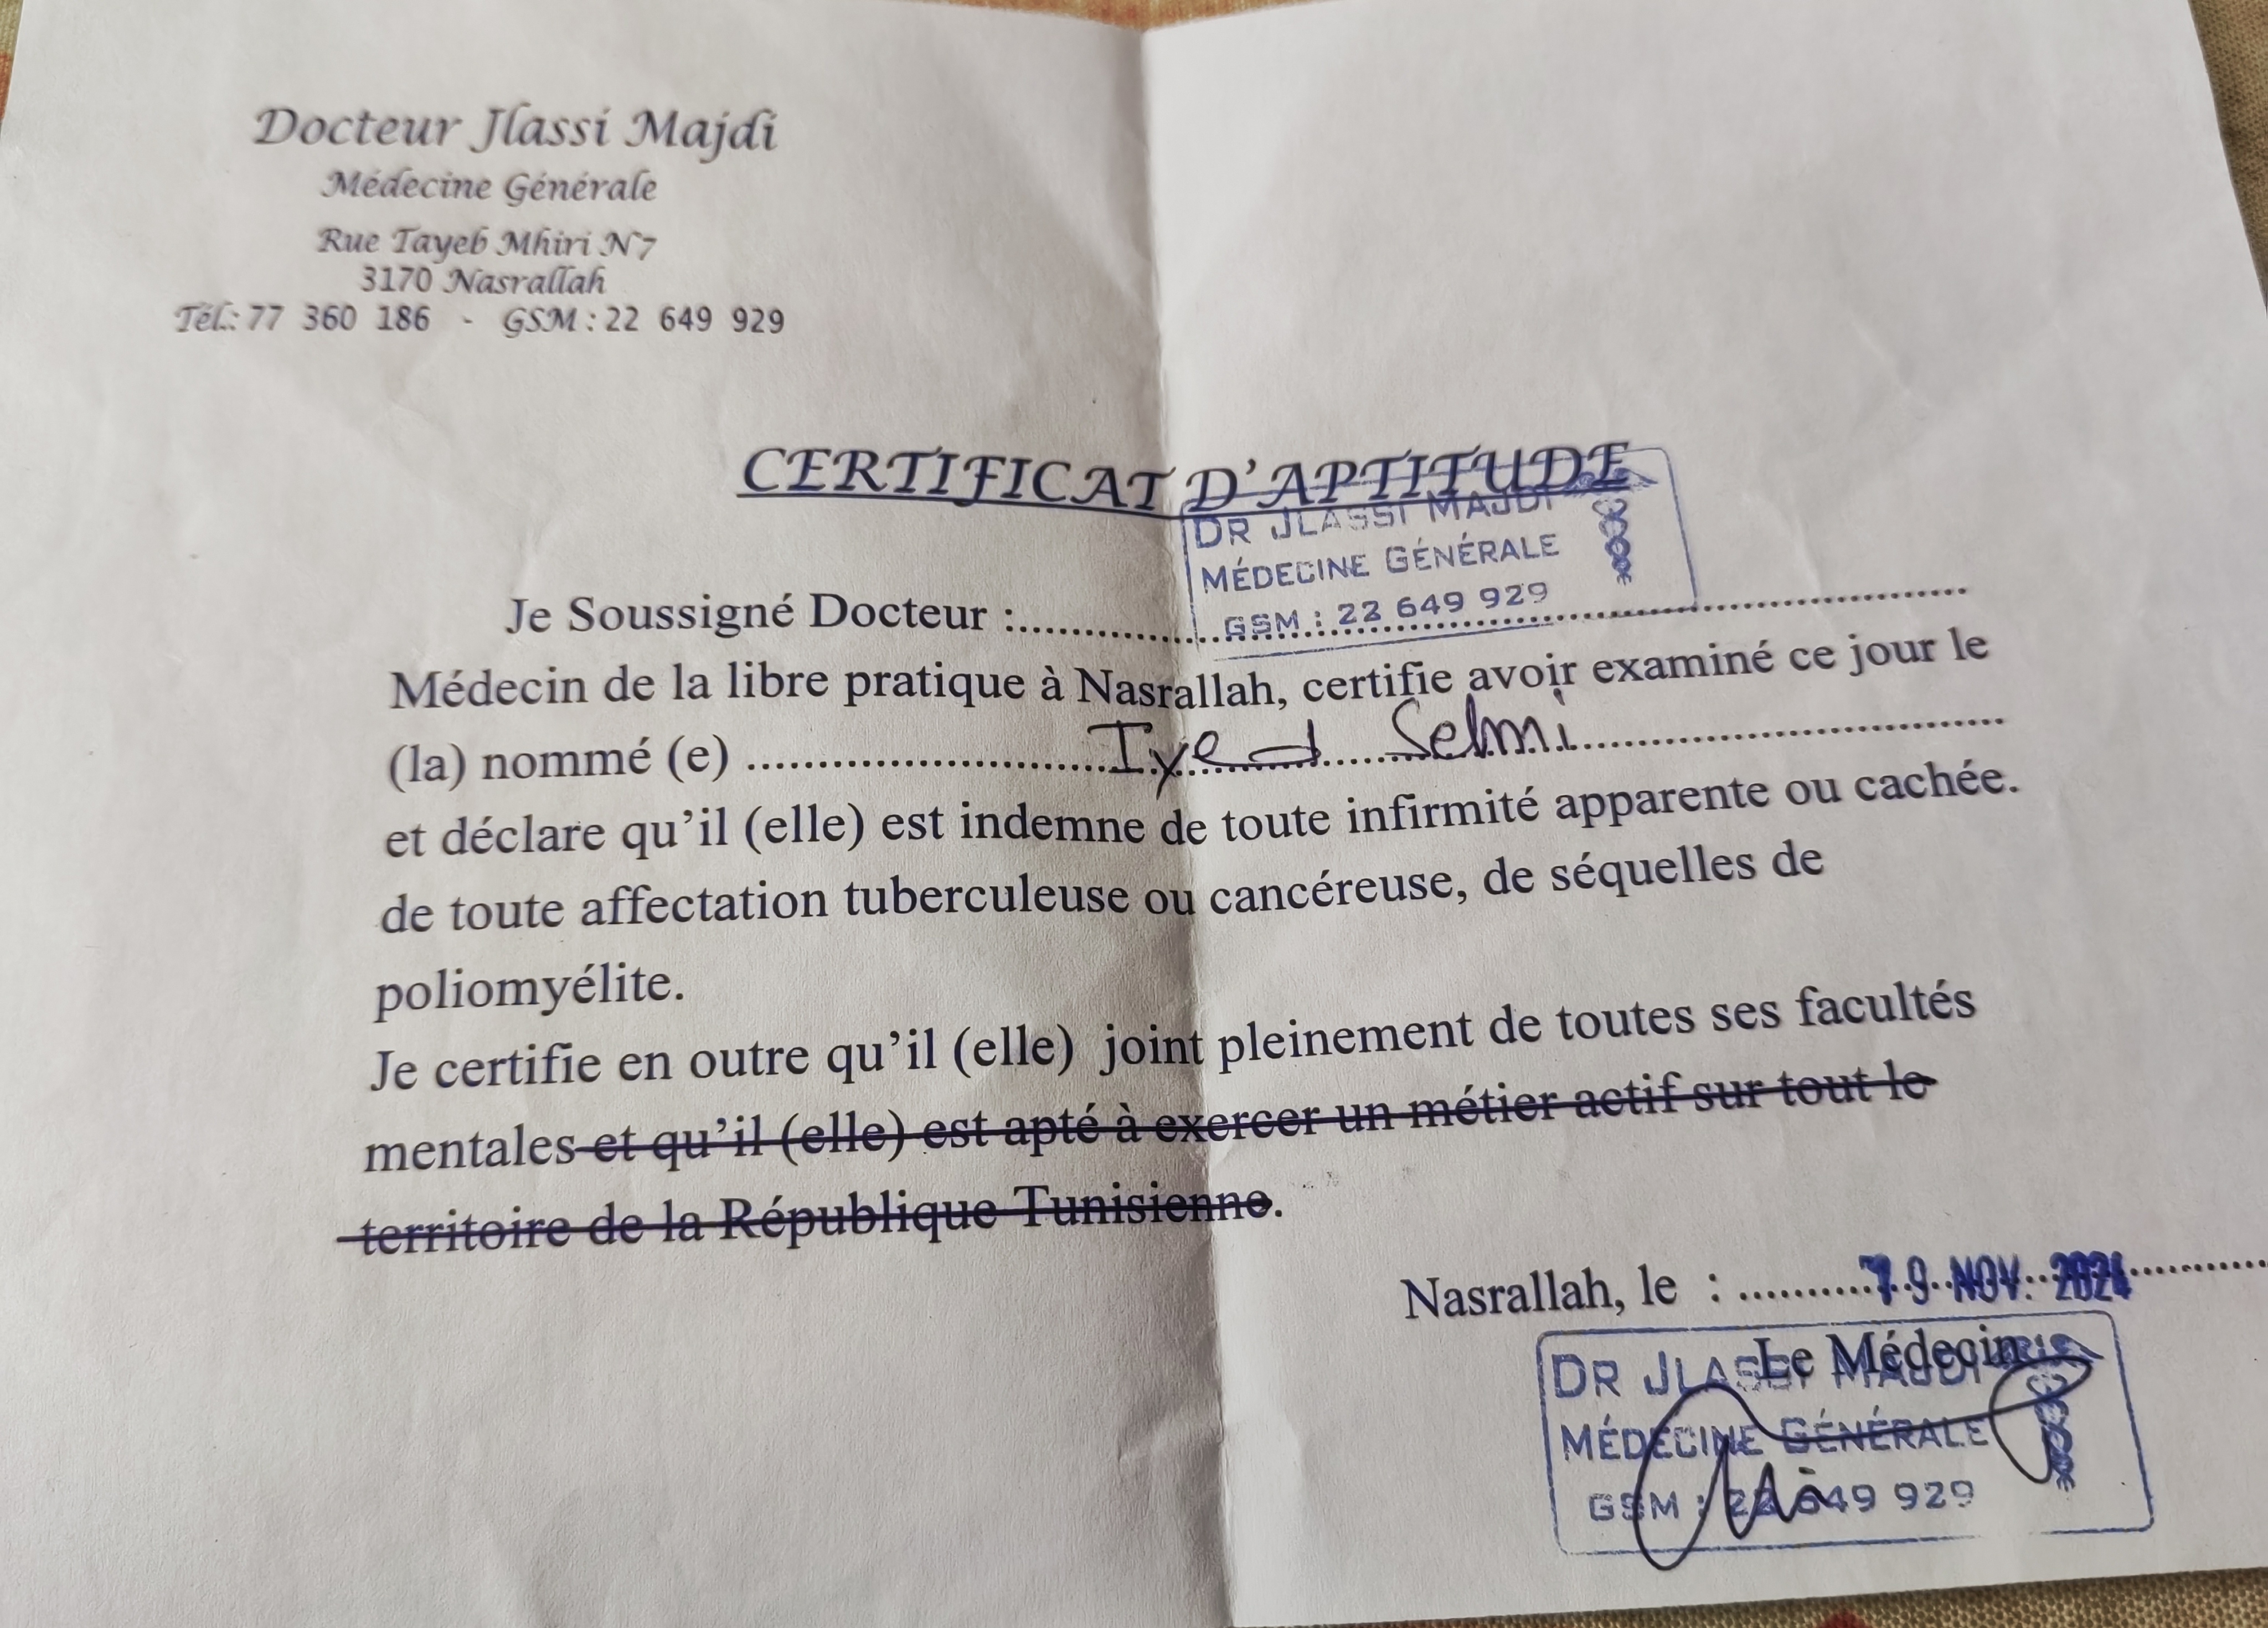 Docteur Jlassi Majdi
Médecine Générale
Rue Tayeb Mhiri N7
3170 Nasrallah
Tél.: 77 360 186 - GSM : 22 649 929
CERTIFICAT D'APTITUDE
DR JLASSI MAJDI
MÉDECINE GÉNÉRALE
GSM : 22 649 929
Je Soussigné Docteur :
Médecin de la libre pratique à Nasrallah, certifie avoir examiné ce jour le
(la) nommé (e) Iyed Selmi
et déclare qu'il (elle) est indemne de toute infirmité apparente ou cachée.
de toute affectation tuberculeuse ou cancéreuse, de séquelles de
poliomyélite.
Je certifie en outre qu'il (elle) joint pleinement de toutes ses facultés
mentales et qu'il (elle) est apté à exercer un métier actif sur tout le
territoire de la République Tunisienne.
Nasrallah, le : NOV.
Le Médecin
DR JLASSI MAJDI
MÉDECINE GÉNÉRALE
GSM : 22 649 929